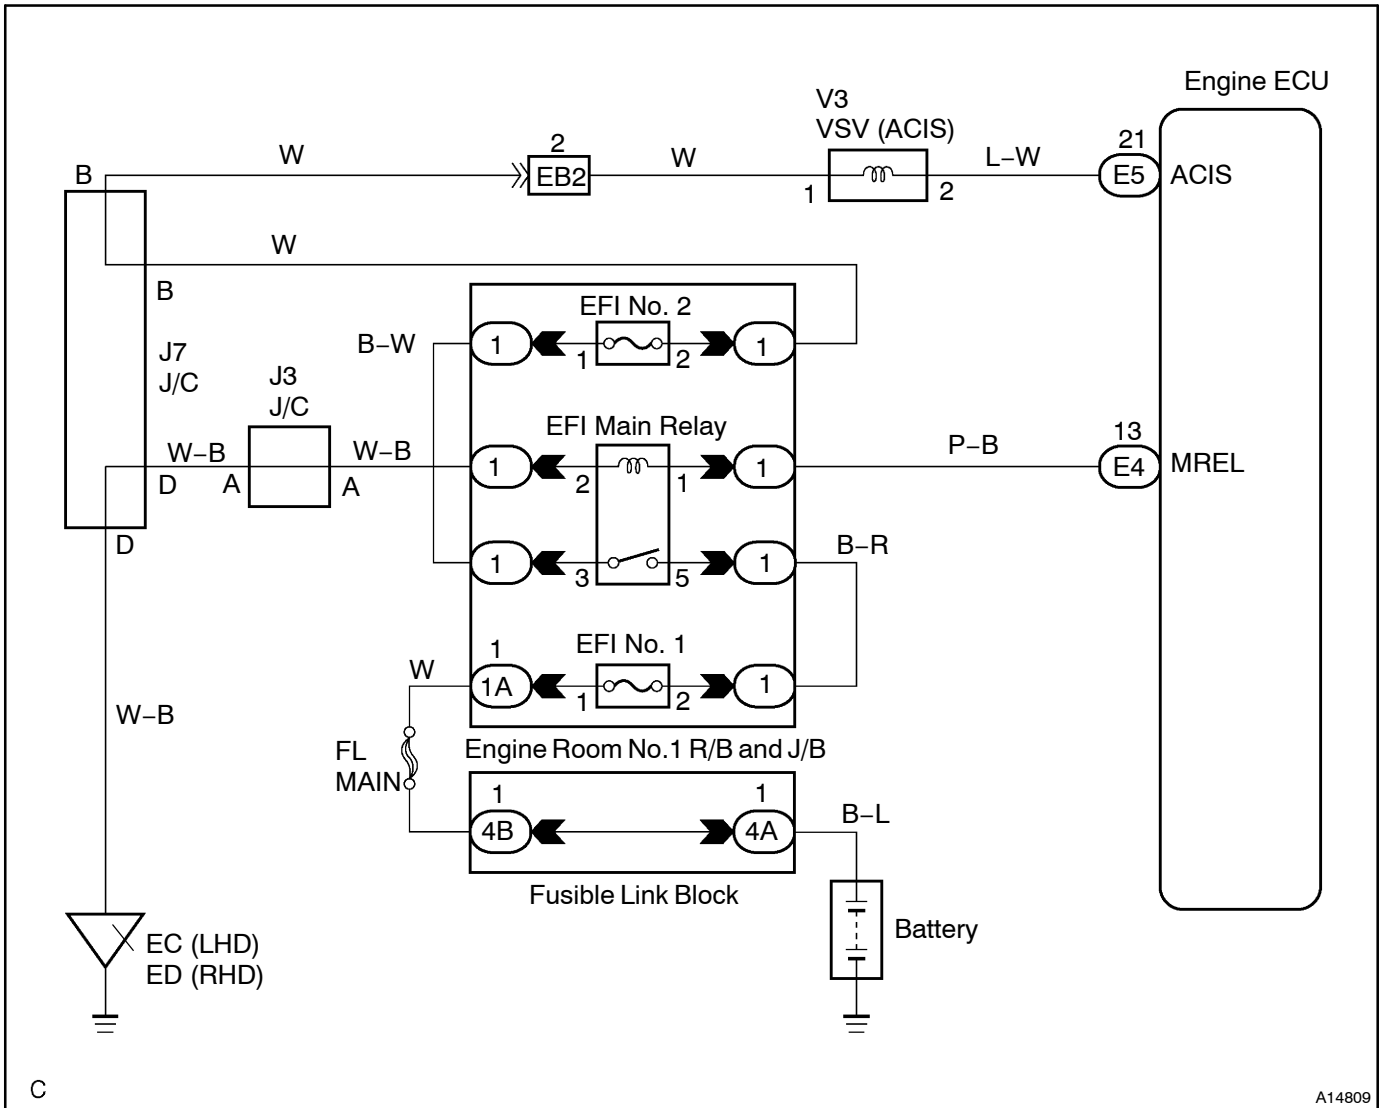 Engine ECU
V3
VSV (ACIS)
2
21
W
W
L−W
B
EB2
E5
ACIS
1
2
W
B
EFI No. 2
B−W
1
1
1
2
J7
J/C
J3
J/C
EFI Main Relay
13
W−B
W−B
P−B
1
1
E4
MREL
D
A
A
2
1
D
B−R
1
1
3
5
1
EFI No. 1
W
1A
1
1
2
W−B
FL
MAIN
Engine Room No.1 R/B and J/B
1
1
B−L
4B
4A
Fusible Link Block
Battery
EC (LHD)
ED (RHD)
C
A14809